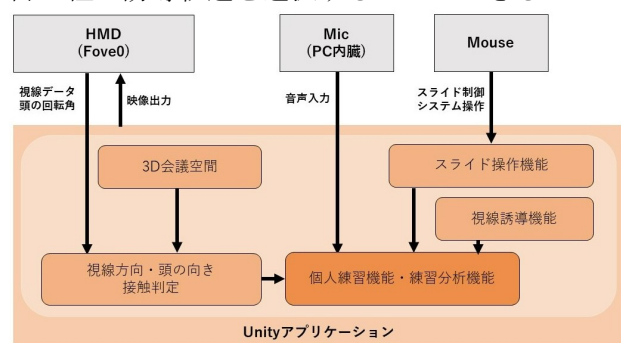 HMD
(Fove0)
Mic
(PC内臓)
Mouse
視線データ
頭の回転角
映像出力
音声入力
スライド制御
システム操作
3D会議空間
スライド操作機能
視線誘導機能
視線方向・頭の向き
接触判定
個人練習機能・練習分析機能
Unityアプリケーション